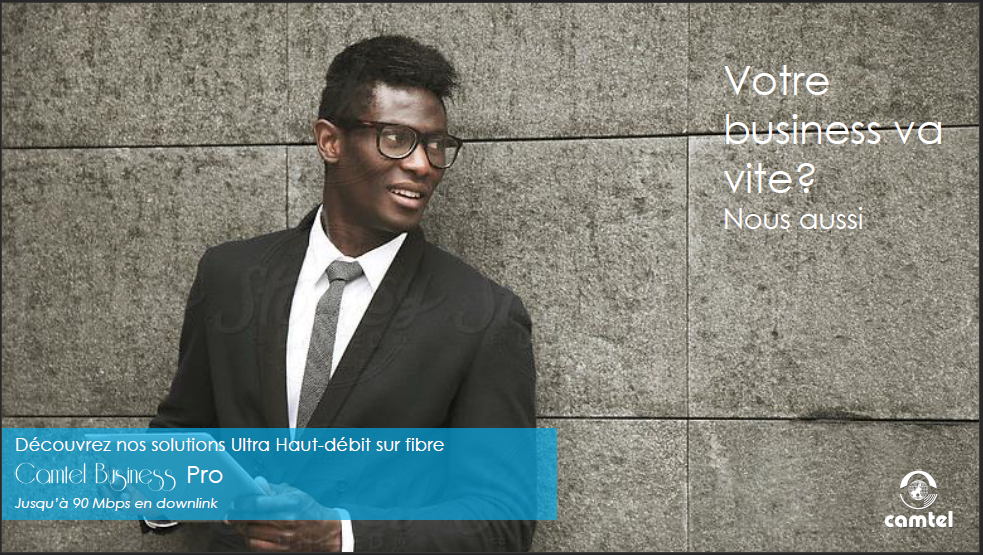 Votre
business va
vite?
Nous aussi
Découvrez nos solutions Ultra Haut-débit sur fibre
Camtel Business Pro
Jusqu'à 90 Mbps en downlink
camtel